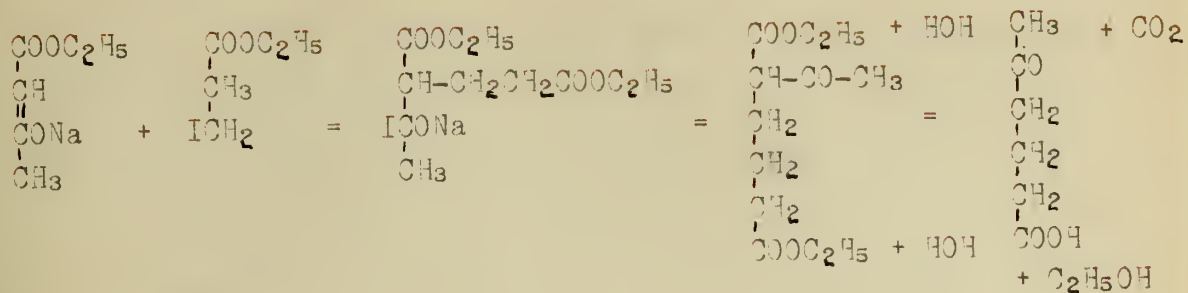 COOC2H5 COOC2H5 COOC2H5 COOC2H5 + HOH CH3 + CO2
CH CH3 CH-CH2CH2COOC2H5 CH-CO-CH3 CO
CONa + ICH2 = ICONa = CH2 = CH2
CH3 CH3 CH2 CH2
CH2 CH2
COOC2H5 + HOH COOH
+ C2H5OH